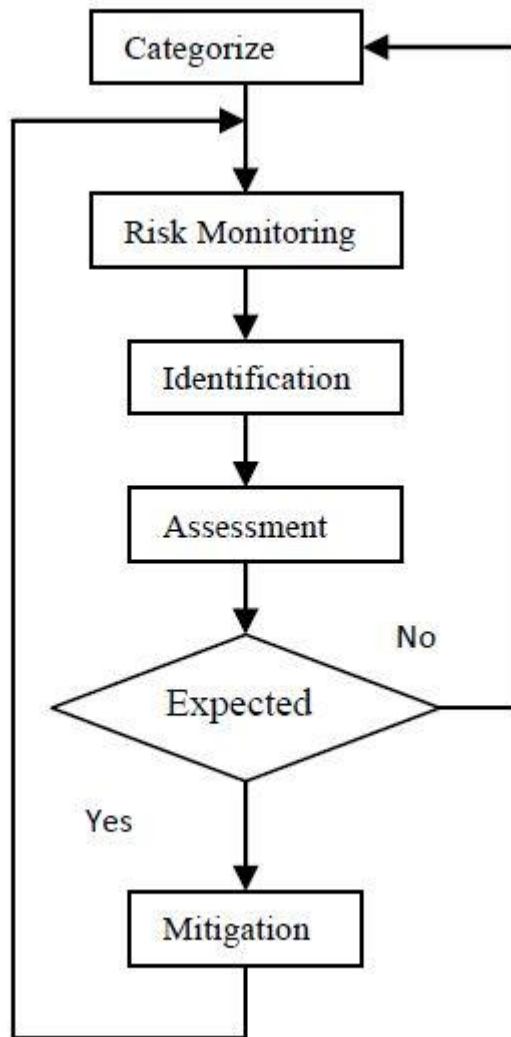 Categorize
Risk Monitoring
Identification
Assessment
No
Expected
Yes
Mitigation